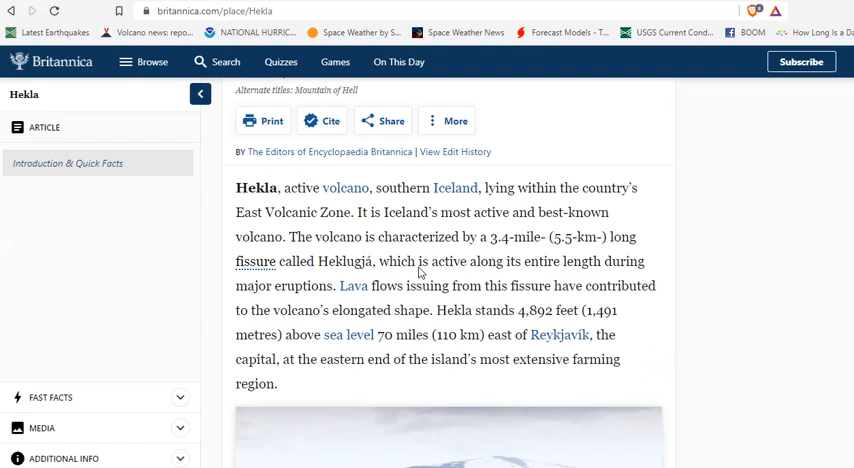 britannica.com/place/Hekla
Latest Earthquakes
Volcano news: repo...
NATIONAL HURRIC...
Space Weather by S...
Space Weather News
Forecast Models - T...
USGS Current Cond...
BOOM
How Long Is a Da
Britannica
Browse
Search
Quizzes
Games
On This Day
Subscribe
Hekla
ARTICLE
Introduction & Quick Facts
FAST FACTS
MEDIA
ADDITIONAL INFO
Alternate titles: Mountain of Hell
Print
Cite
Share
More
BY The Editors of Encyclopaedia Britannica | View Edit History
Hekla, active volcano, southern Iceland, lying within the country's
East Volcanic Zone. It is Iceland's most active and best-known
volcano. The volcano is characterized by a 3.4-mile- (5.5-km-) long
fissure called Heklugjá, which is active along its entire length during
major eruptions. Lava flows issuing from this fissure have contributed
to the volcano's elongated shape. Hekla stands 4,892 feet (1,491
metres) above sea level 70 miles (110 km) east of Reykjavík, the
capital, at the eastern end of the island's most extensive farming
region.